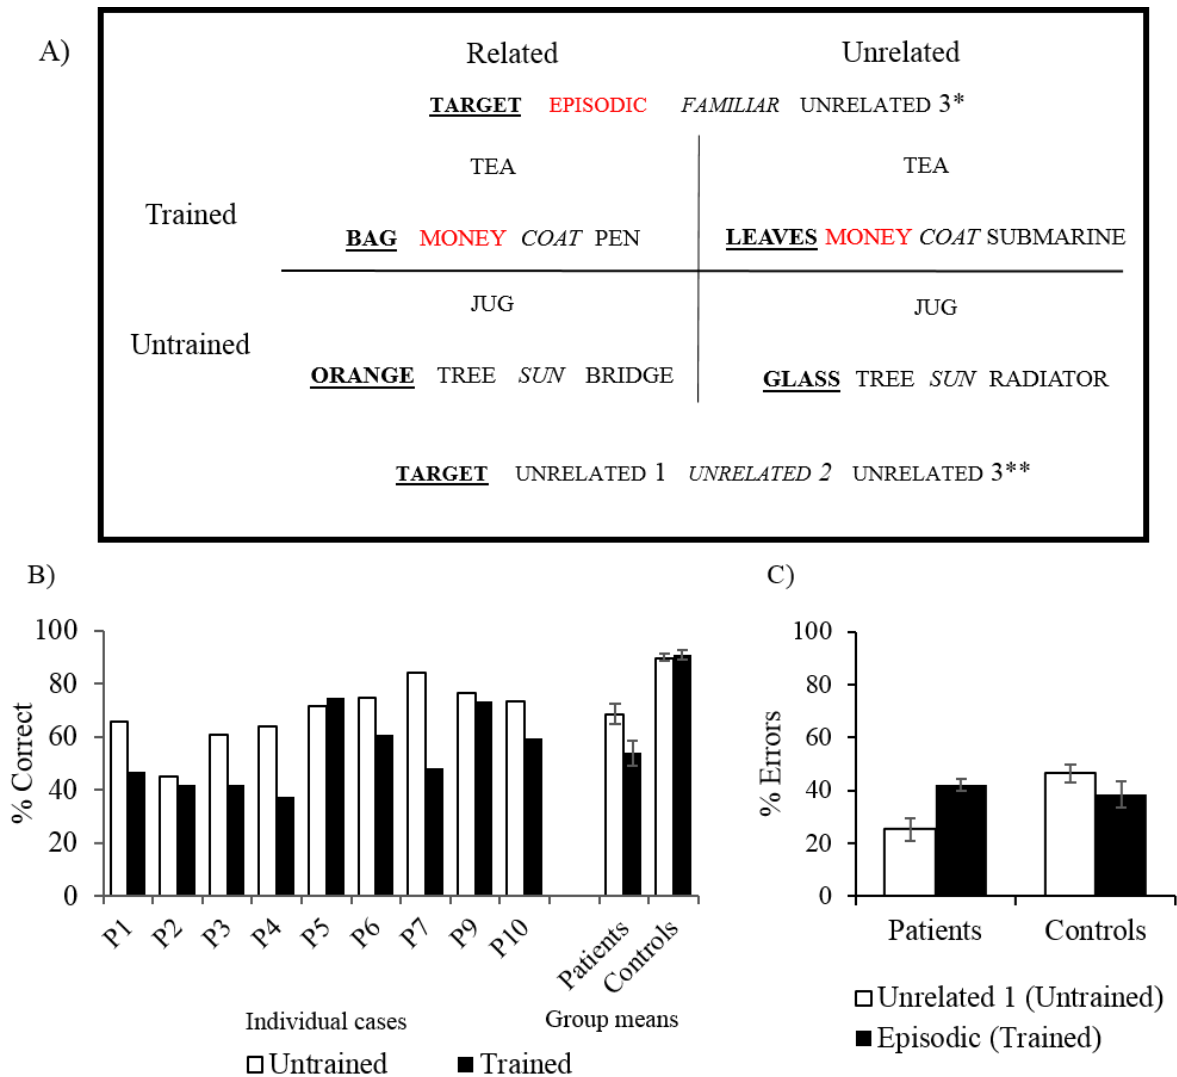 A)
Related Unrelated
TARGET EPISODIC FAMILIAR UNRELATED 3*
TEA TEA
Trained
BAG MONEY COAT PEN LEAVES MONEY COAT SUBMARINE
JUG JUG
Untrained
ORANGE TREE SUN BRIDGE GLASS TREE SUN RADIATOR
TARGET UNRELATED 1 UNRELATED 2 UNRELATED 3**
B)
% Correct
100
80
60
40
20
0
P1 P2 P3 P4 P5 P6 P7 P9 P10 Patients Controls
Individual cases Group means
Untrained Trained
C)
% Errors
100
80
60
40
20
0
Patients Controls
Unrelated 1 (Untrained)
Episodic (Trained)